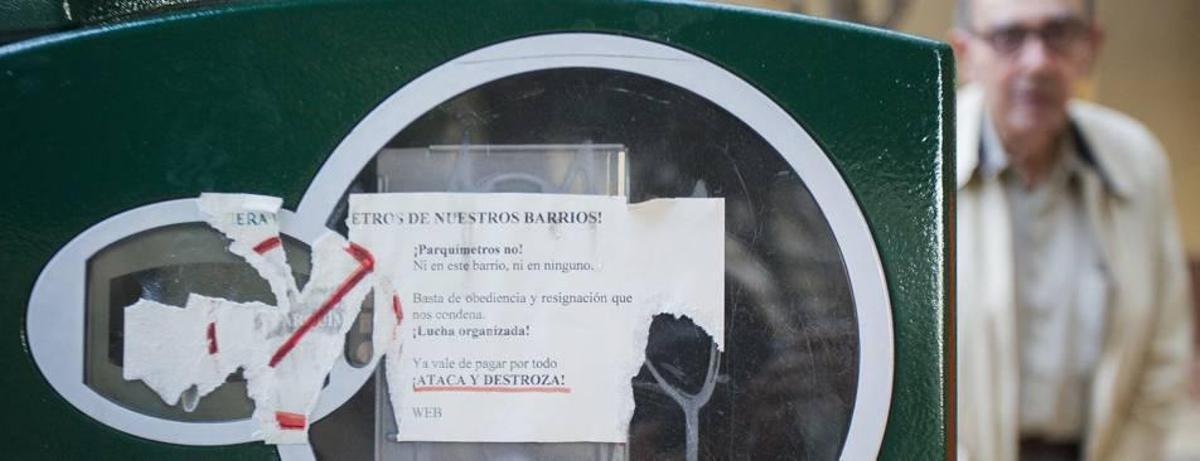 ERA ETROS DE NUESTROS BARRIOS!
¡Parquímetros no!
Ni en este barrio, ni en ninguno.
Basta de obediencia y resignación que
nos condena.
¡Lucha organizada!
Ya vale de pagar por todo
¡ATACA Y DESTROZA!
WEB